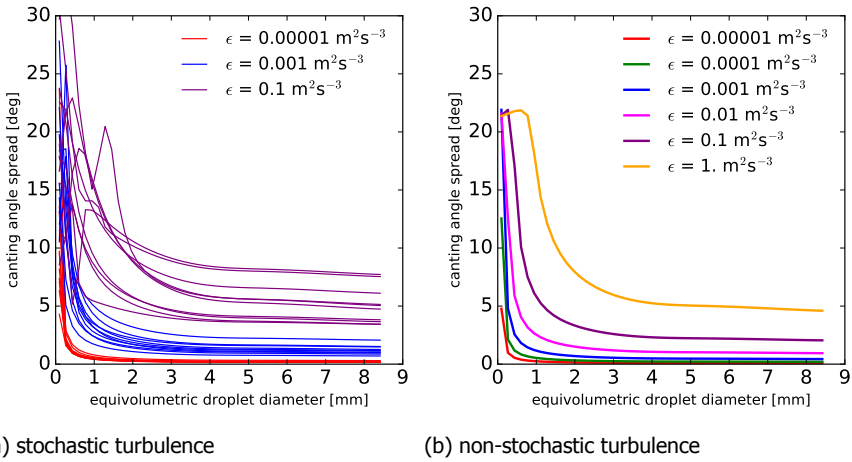 30
25
20
15
10
5
0
canting angle spread [deg]
ϵ = 0.00001 m²s⁻³
ϵ = 0.001 m²s⁻³
ϵ = 0.1 m²s⁻³
0 1 2 3 4 5 6 7 8 9
equivolumetric droplet diameter [mm]
) stochastic turbulence
30
25
20
15
10
5
0
canting angle spread [deg]
ϵ = 0.00001 m²s⁻³
ϵ = 0.0001 m²s⁻³
ϵ = 0.001 m²s⁻³
ϵ = 0.01 m²s⁻³
ϵ = 0.1 m²s⁻³
ϵ = 1. m²s⁻³
0 1 2 3 4 5 6 7 8 9
equivolumetric droplet diameter [mm]
(b) non-stochastic turbulence